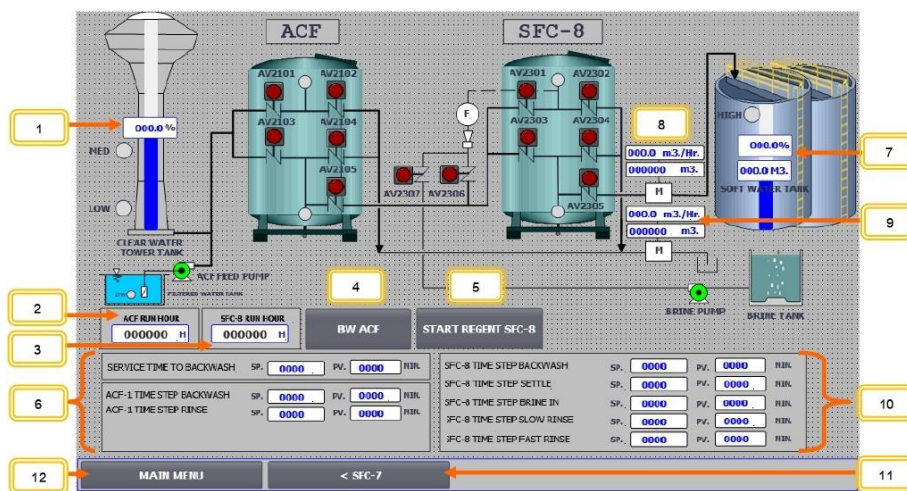 ACF
SFC-8
AV2101
AV2102
AV2103
AV2104
AV2105
AV2301
AV2302
AV2303
AV2304
AV2305
AV2307
AV2306
F
1
000.0 %
MED
LOW
CLEAR WATER
TOWER TANK
ACF FEED PUMP
FILTERED WATER TANK
8
000.0 m3./Hr.
000000 m3.
M
000.0 m3./Hr.
000000 m3.
M
HIGH
000.0%
000.0 M3.
SOFT WATER TANK
7
9
BRINE PUMP
BRINE TANK
2
3
ACF RUN HOUR
000000 H
SFC-8 RUN HOUR
000000 H
4
BW ACF
5
START REGENT SFC-8
6
SERVICE TIME TO BACKWASH SP. 0000 PV. 0000 MIN.
ACF-1 TIME STEP BACKWASH SP. 0000 PV. 0000 MIN.
ACF-1 TIME STEP RINSE SP. 0000 PV. 0000 MIN.
SFC-8 TIME STEP BACKWASH SP. 0000 PV. 0000 MIN.
SFC-8 TIME STEP SETTLE SP. 0000 PV. 0000 MIN.
SFC-8 TIME STEP BRINE IN SP. 0000 PV. 0000 MIN.
SFC-8 TIME STEP SLOW RINSE SP. 0000 PV. 0000 MIN.
SFC-8 TIME STEP FAST RINSE SP. 0000 PV. 0000 MIN.
10
12
MAIN MENU
< SFC-7
11